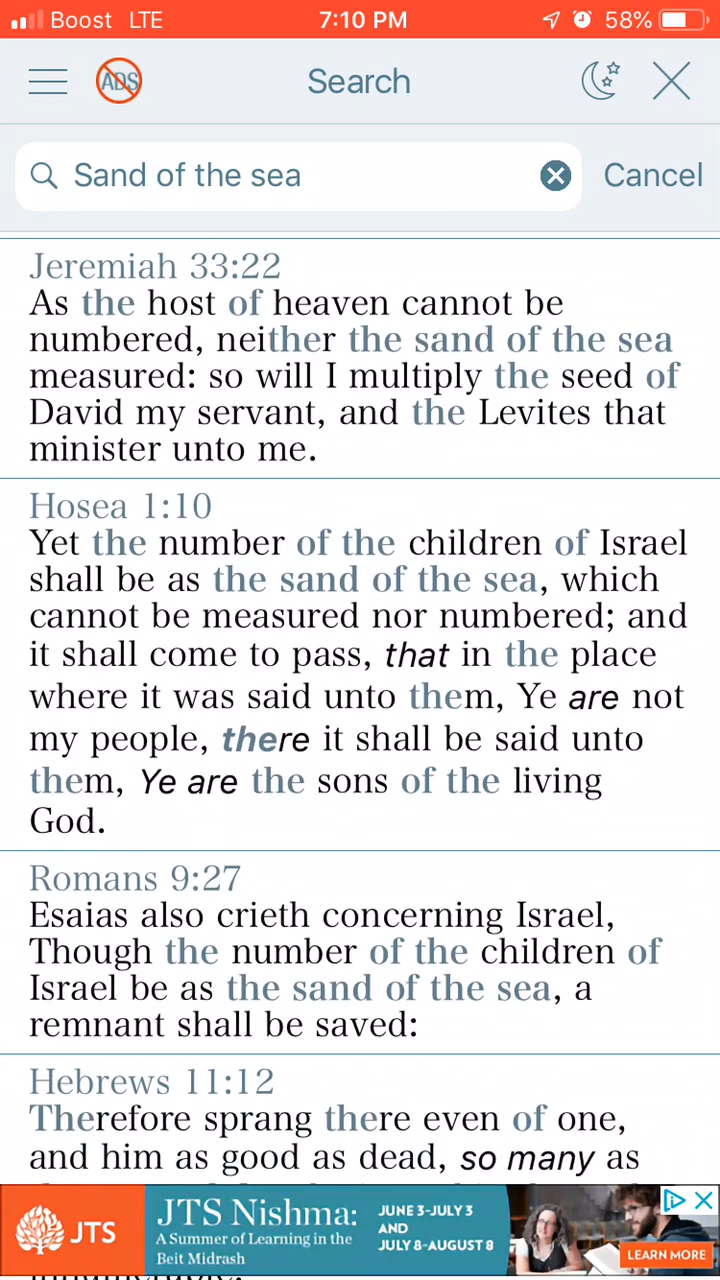 Boost LTE 7:10 PM 58%
ADS Search
Sand of the sea Cancel
Jeremiah 33:22
As the host of heaven cannot be
numbered, neither the sand of the sea
measured: so will I multiply the seed of
David my servant, and the Levites that
minister unto me.
Hosea 1:10
Yet the number of the children of Israel
shall be as the sand of the sea, which
cannot be measured nor numbered; and
it shall come to pass, that in the place
where it was said unto them, Ye are not
my people, there it shall be said unto
them, Ye are the sons of the living
God.
Romans 9:27
Esaias also crieth concerning Israel,
Though the number of the children of
Israel be as the sand of the sea, a
remnant shall be saved:
Hebrews 11:12
Therefore sprang there even of one,
and him as good as dead, so many as
JTS
JTS Nishma:
A Summer of Learning in the
Beit Midrash
JUNE 3-JULY 3
AND
JULY 8-AUGUST 8
LEARN MORE